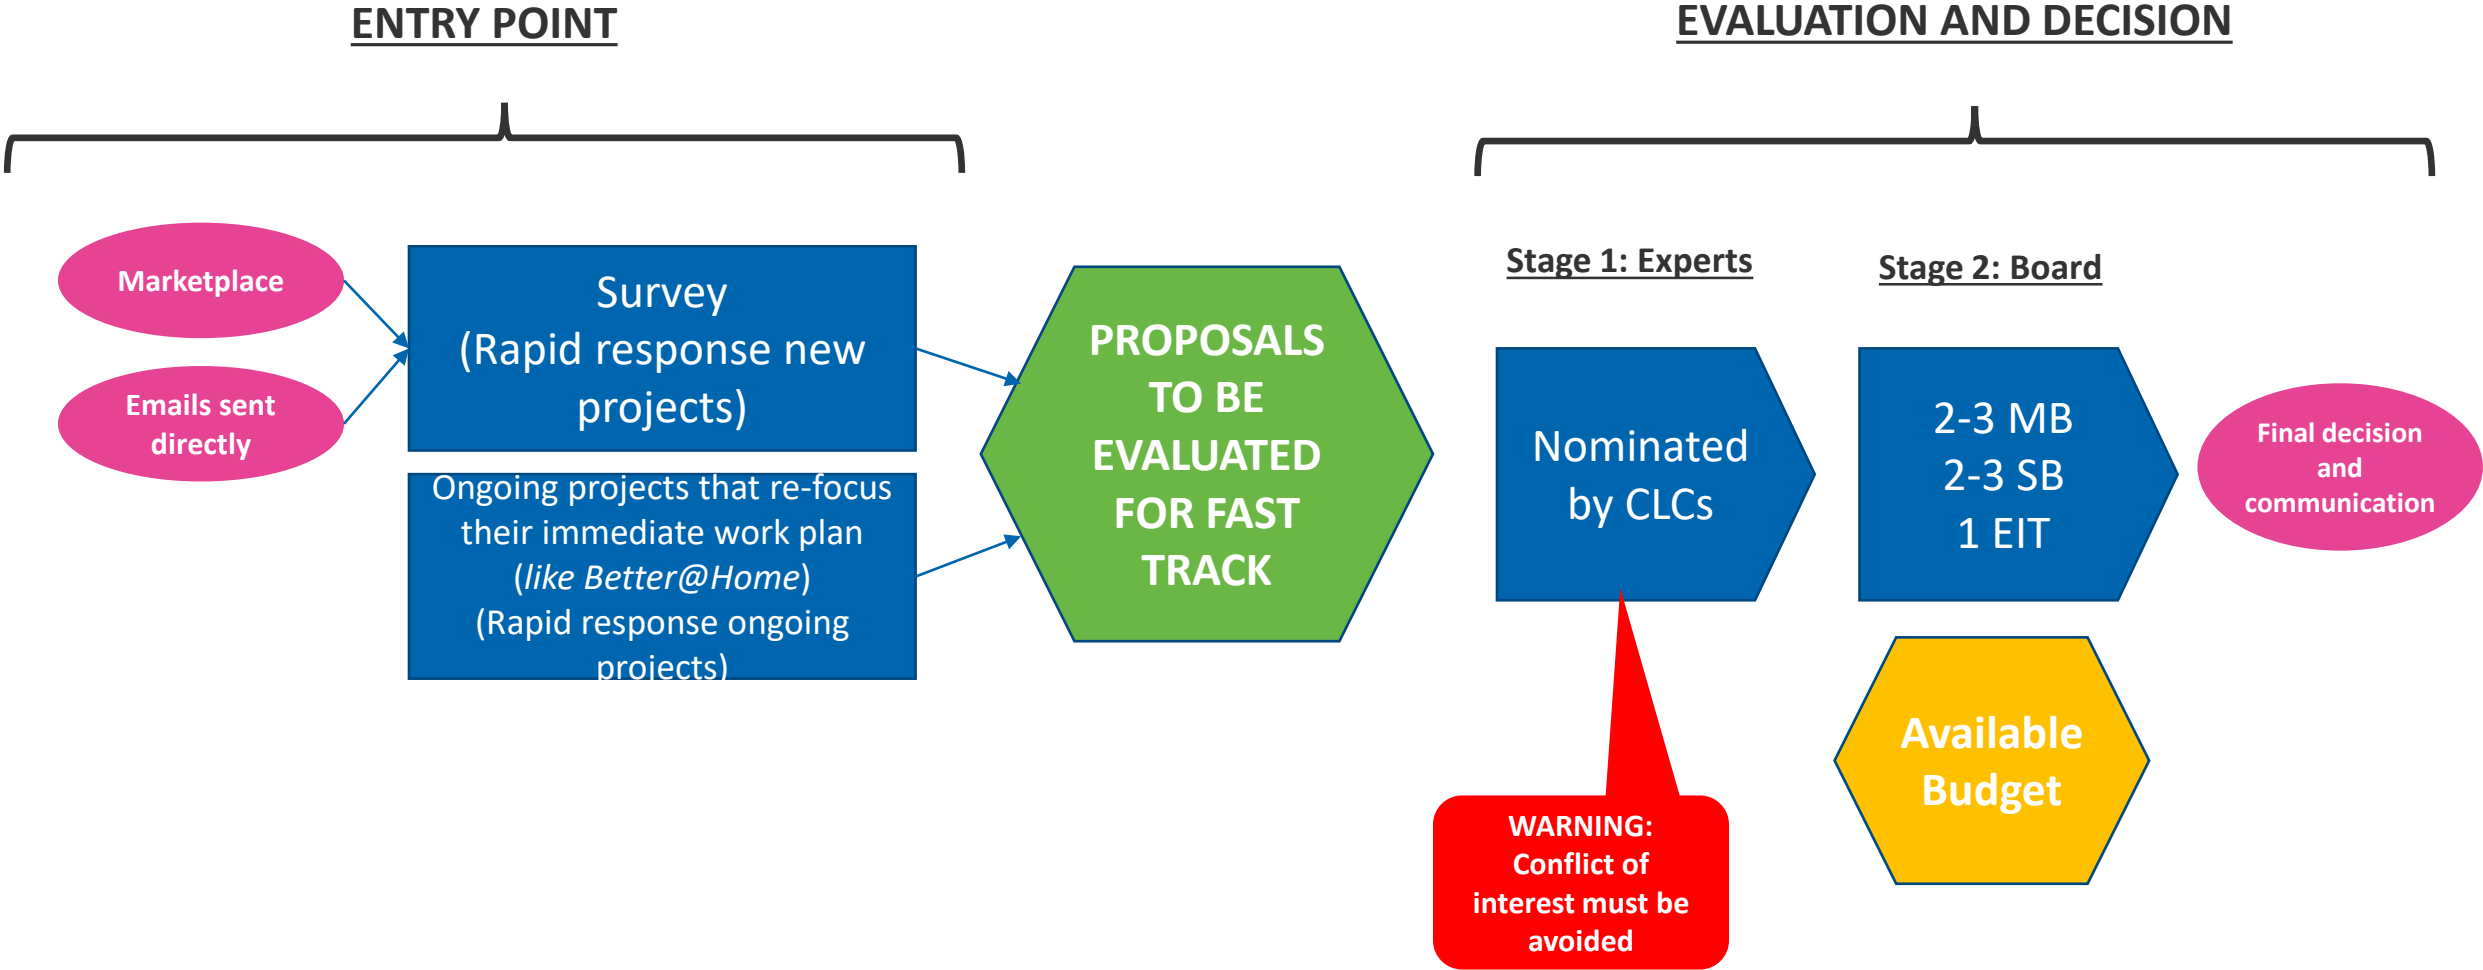 ENTRY POINT
EVALUATION AND DECISION
Marketplace
Emails sent
directly
Survey
(Rapid response new
projects)
Ongoing projects that re-focus
their immediate work plan
(like Better@Home)
(Rapid response ongoing
projects)
PROPOSALS
TO BE
EVALUATED
FOR FAST
TRACK
Stage 1: Experts
Nominated
by CLCs
WARNING:
Conflict of
interest must be
avoided
Stage 2: Board
2-3 MB
2-3 SB
1 EIT
Available
Budget
Final decision
and
communication